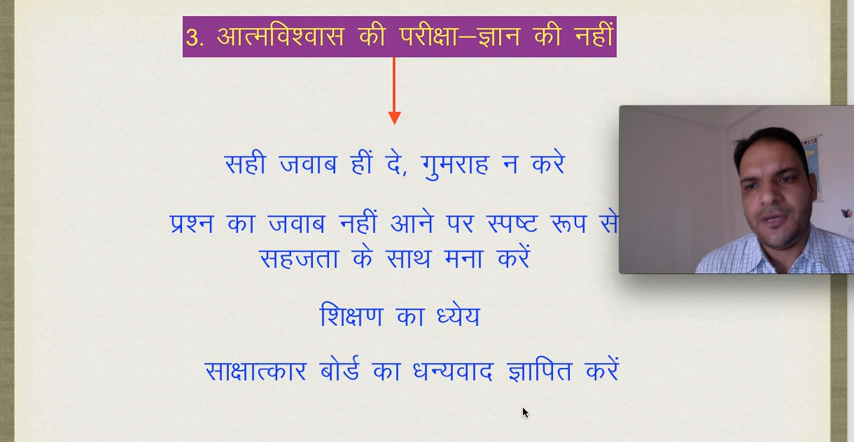 3. आत्मविश्वास की परीक्षा–ज्ञान की नहीं
सही जवाब हीं दे, गुमराह न करे
प्रश्न का जवाब नहीं आने पर स्पष्ट रूप से
सहजता के साथ मना करें
शिक्षण का ध्येय
साक्षात्कार बोर्ड का धन्यवाद ज्ञापित करें